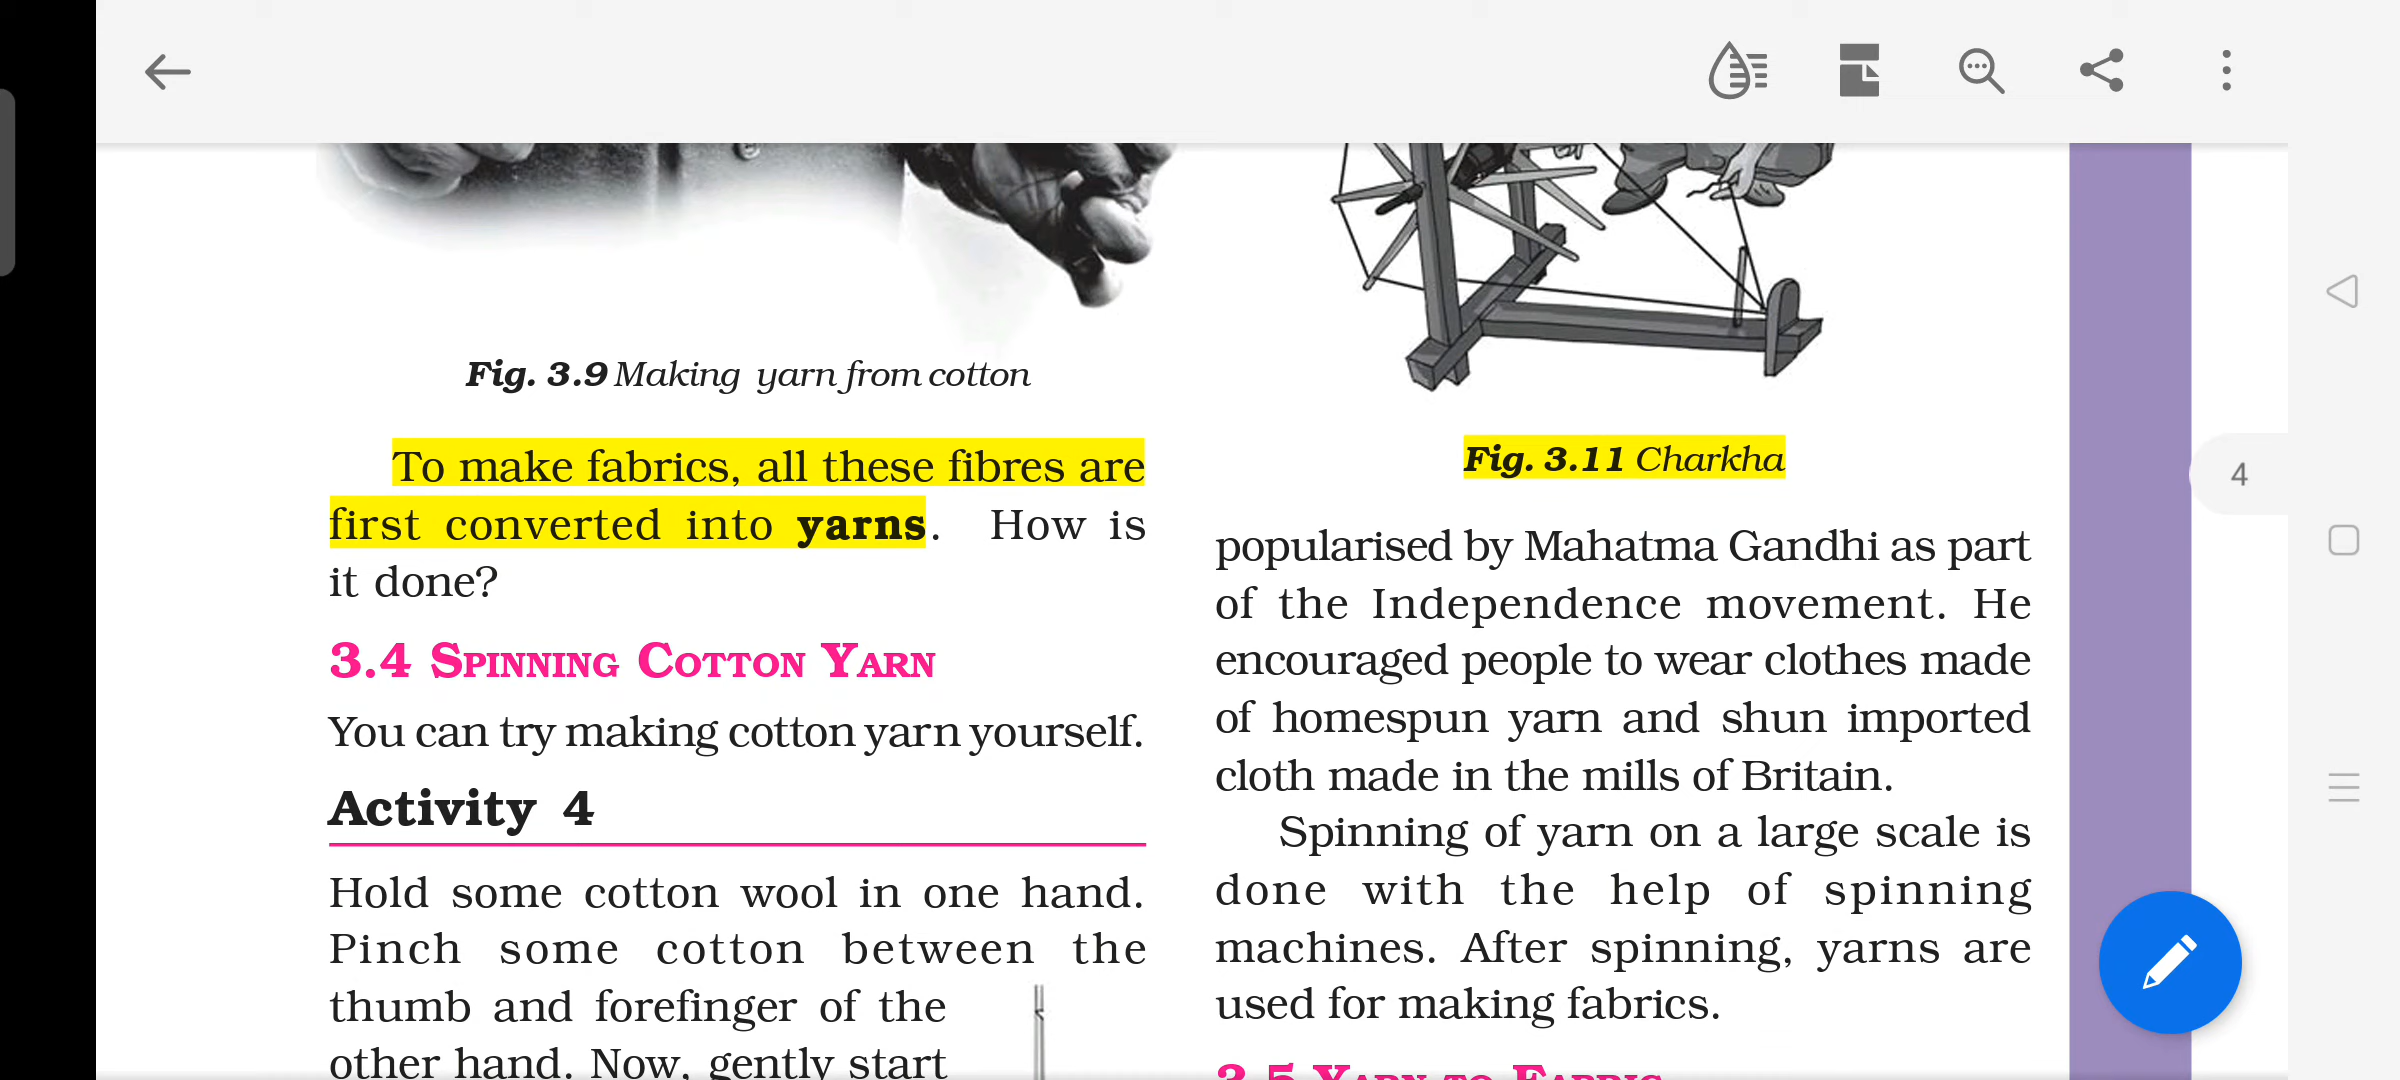 Fig. 3.9 Making yarn from cotton
To make fabrics, all these fibres are
first converted into yarns. How is
it done?
3.4 SPINNING COTTON YARN
You can try making cotton yarn yourself.
Activity 4
Hold some cotton wool in one hand.
Pinch some cotton between the
thumb and forefinger of the
other hand. Now, gently start
Fig. 3.11 Charkha
popularised by Mahatma Gandhi as part
of the Independence movement. He
encouraged people to wear clothes made
of homespun yarn and shun imported
cloth made in the mills of Britain.
Spinning of yarn on a large scale is
done with the help of spinning
machines. After spinning, yarns are
used for making fabrics.
3.5 YARN TO FABRIC
4